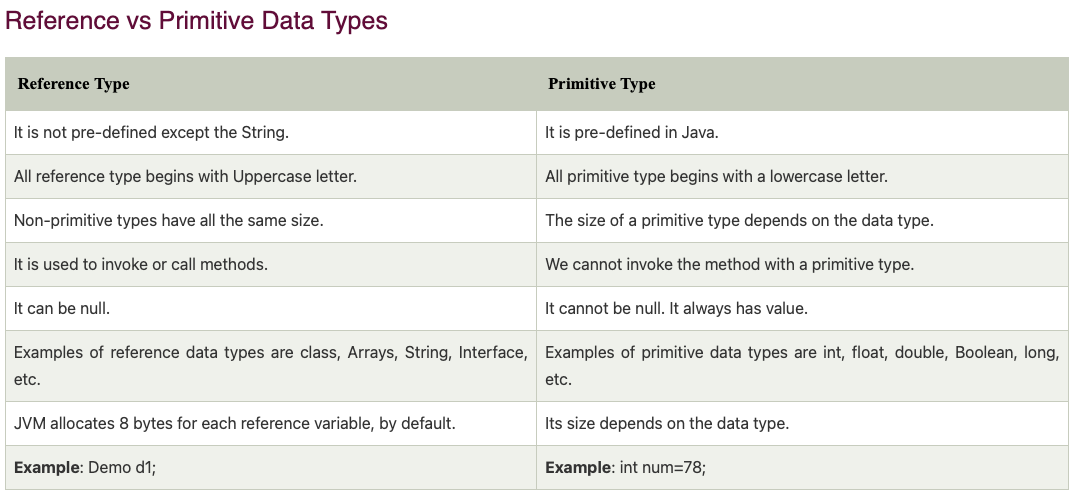 Reference vs Primitive Data Types
Reference Type
Primitive Type
It is not pre-defined except the String.
It is pre-defined in Java.
All reference type begins with Uppercase letter.
All primitive type begins with a lowercase letter.
Non-primitive types have all the same size.
The size of a primitive type depends on the data type.
It is used to invoke or call methods.
We cannot invoke the method with a primitive type.
It can be null.
It cannot be null. It always has value.
Examples of reference data types are class, Arrays, String, Interface,
etc.
Examples of primitive data types are int, float, double, Boolean, long,
etc.
JVM allocates 8 bytes for each reference variable, by default.
Its size depends on the data type.
Example: Demo d1;
Example: int num=78;